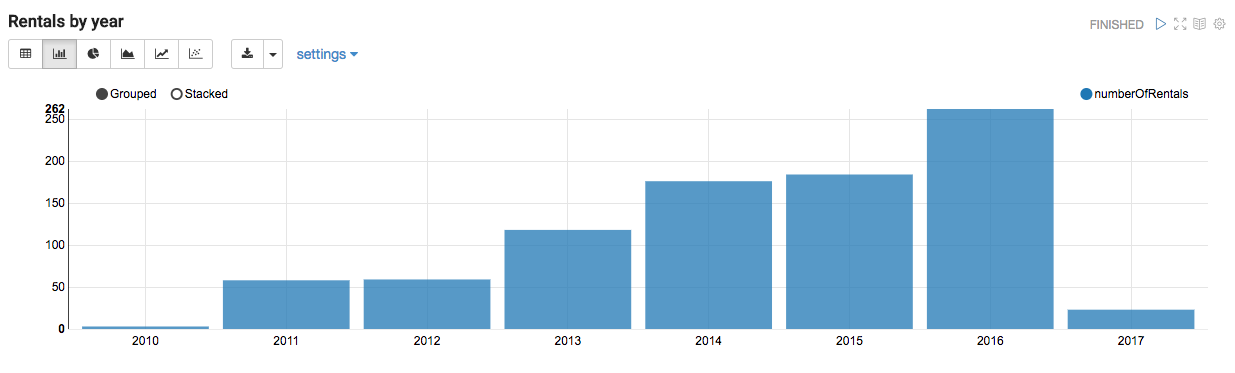 Rentals by year
FINISHED
settings
Grouped Stacked
numberOfRentals
262
250
200
150
100
50
0
2010 2011 2012 2013 2014 2015 2016 2017